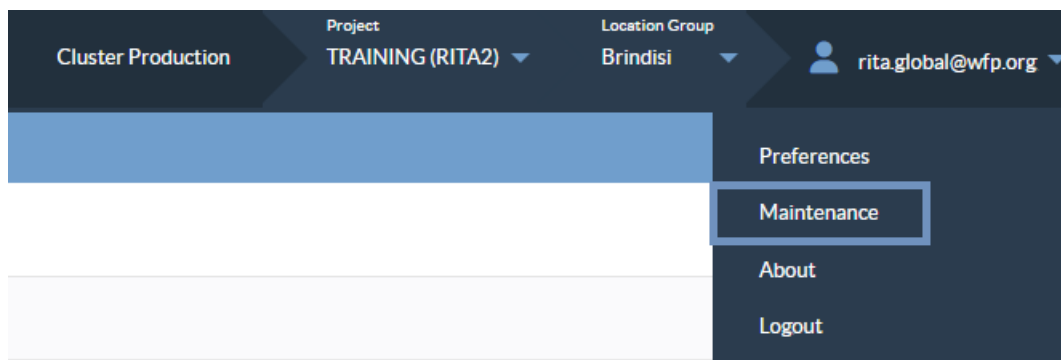 Project
Location Group
Cluster Production
TRAINING (RITA2)
Brindisi
rita.global@wfp.org
Preferences
Maintenance
About
Logout